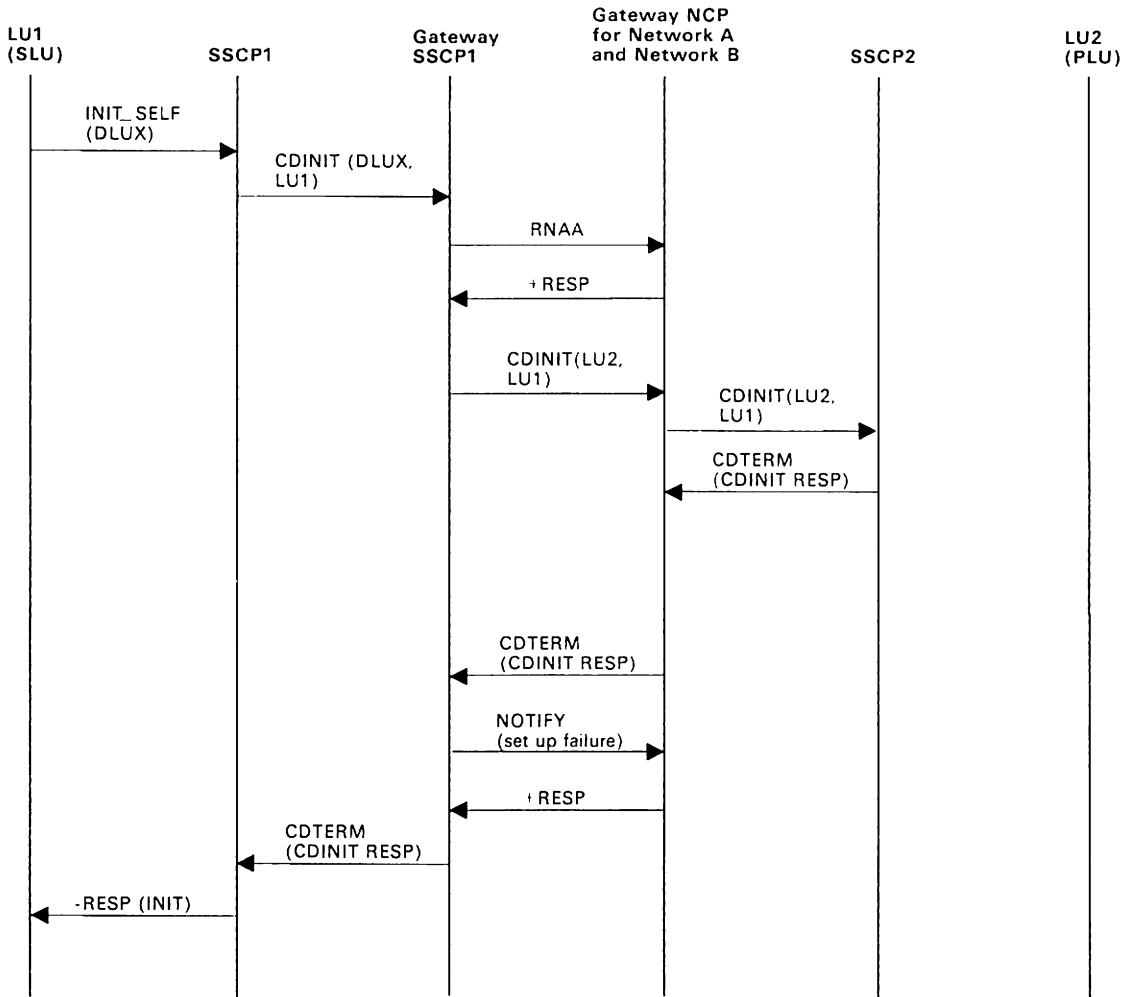 LU1
(SLU)
SSCP1
Gateway
SSCP1
Gateway NCP
for Network A
and Network B
SSCP2
LU2
(PLU)
INIT_SELF
(DLUX)
CDINIT (DLUX,
LU1)
RNAA
+RESP
CDINIT(LU2,
LU1)
CDINIT(LU2,
LU1)
CDTERM
(CDINIT RESP)
CDTERM
(CDINIT RESP)
NOTIFY
(set up failure)
+RESP
CDTERM
(CDINIT RESP)
-RESP (INIT)